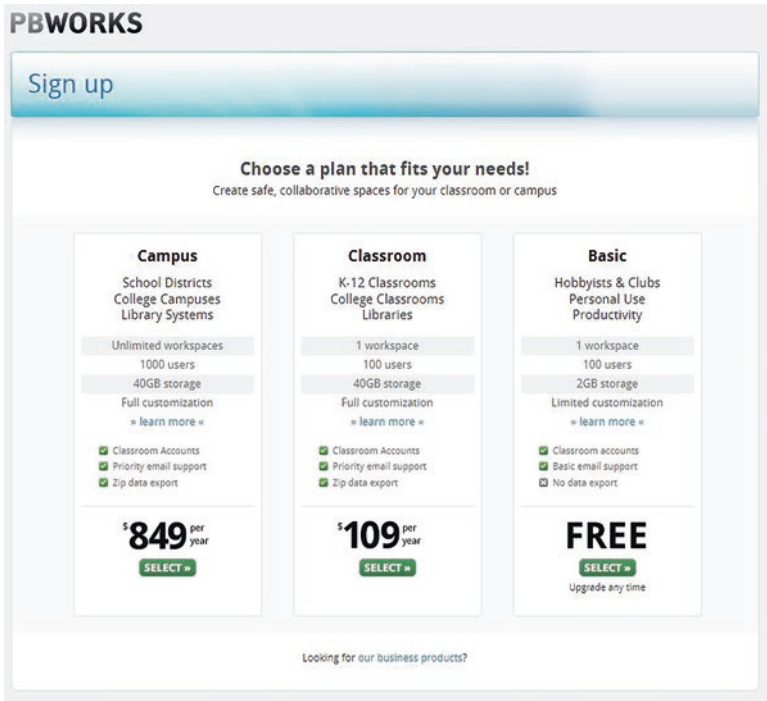 PBWORKS
Sign up
Choose a plan that fits your needs!
Create safe, collaborative spaces for your classroom or campus
Campus
School Districts
College Campuses
Library Systems
Unlimited workspaces
1000 users
40GB storage
Full customization
» learn more «
Classroom Accounts
Priority email support
Zip data export
$849 per year
SELECT »
Classroom
K-12 Classrooms
College Classrooms
Libraries
1 workspace
100 users
40GB storage
Full customization
» learn more «
Classroom Accounts
Priority email support
Zip data export
$109 per year
SELECT »
Basic
Hobbyists & Clubs
Personal Use
Productivity
1 workspace
100 users
2GB storage
Limited customization
» learn more «
Classroom accounts
Basic email support
No data export
FREE
SELECT »
Upgrade any time
Looking for our business products?